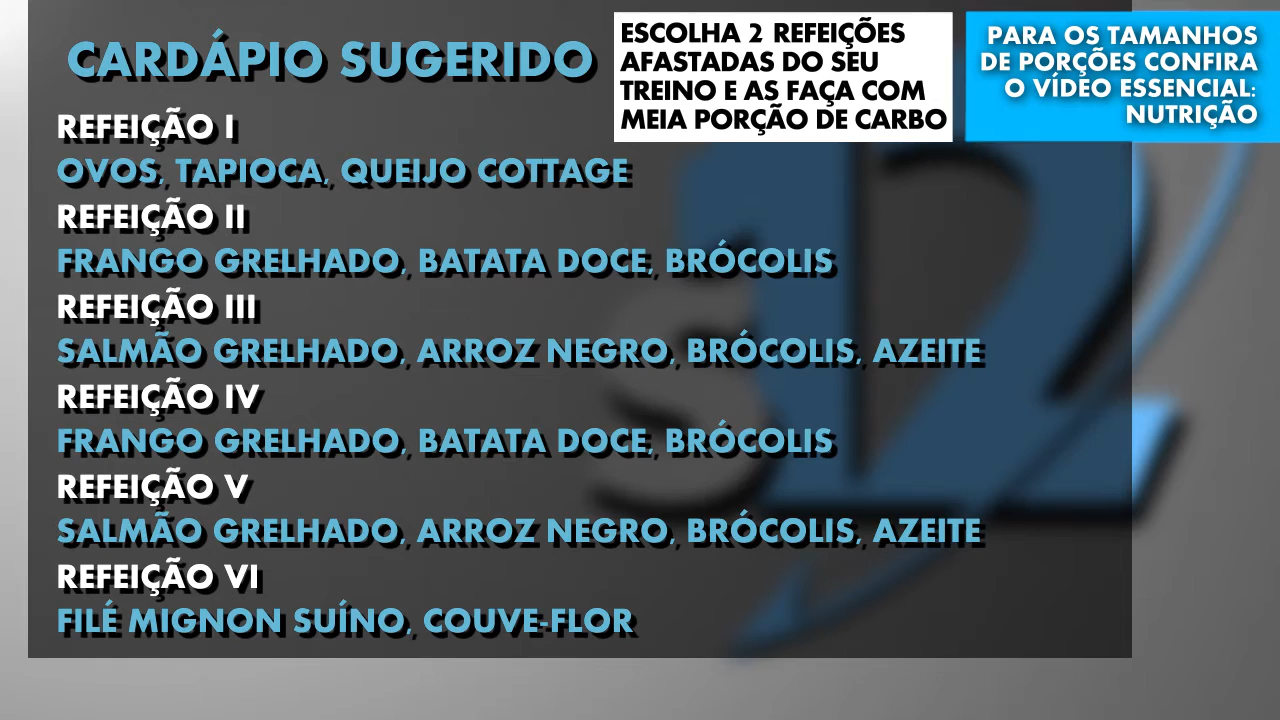 CARDÁPIO SUGERIDO
ESCOLHA 2 REFEIÇÕES
AFASTADAS DO SEU
TREINO E AS FAÇA COM
MEIA PORÇÃO DE CARBO
PARA OS TAMANHOS
DE PORÇÕES CONFIRA
O VÍDEO ESSENCIAL:
NUTRIÇÃO
REFEIÇÃO I
OVOS, TAPIOCA, QUEIJO COTTAGE
REFEIÇÃO II
FRANGO GRELHADO, BATATA DOCE, BRÓCOLIS
REFEIÇÃO III
SALMÃO GRELHADO, ARROZ NEGRO, BRÓCOLIS, AZEITE
REFEIÇÃO IV
FRANGO GRELHADO, BATATA DOCE, BRÓCOLIS
REFEIÇÃO V
SALMÃO GRELHADO, ARROZ NEGRO, BRÓCOLIS, AZEITE
REFEIÇÃO VI
FILÉ MIGNON SUÍNO, COUVE-FLOR